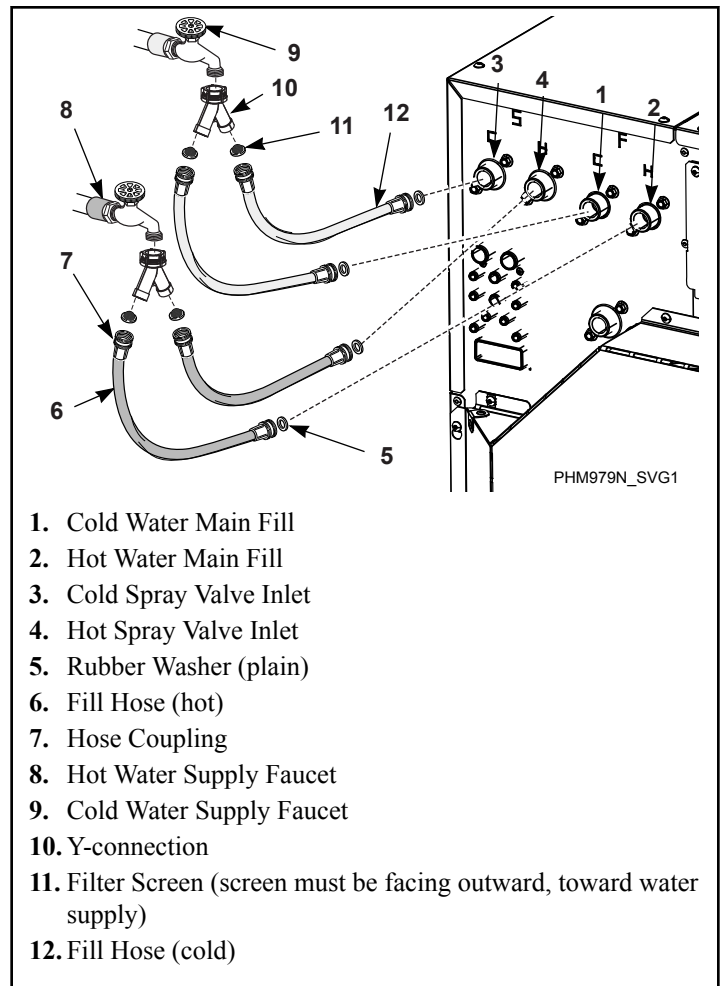 9
10
11
12
8
7
6
5
3
4
1
2
C
S
H
C
F
H
PHM979N_SVG1
1. Cold Water Main Fill
2. Hot Water Main Fill
3. Cold Spray Valve Inlet
4. Hot Spray Valve Inlet
5. Rubber Washer (plain)
6. Fill Hose (hot)
7. Hose Coupling
8. Hot Water Supply Faucet
9. Cold Water Supply Faucet
10. Y-connection
11. Filter Screen (screen must be facing outward, toward water
supply)
12. Fill Hose (cold)